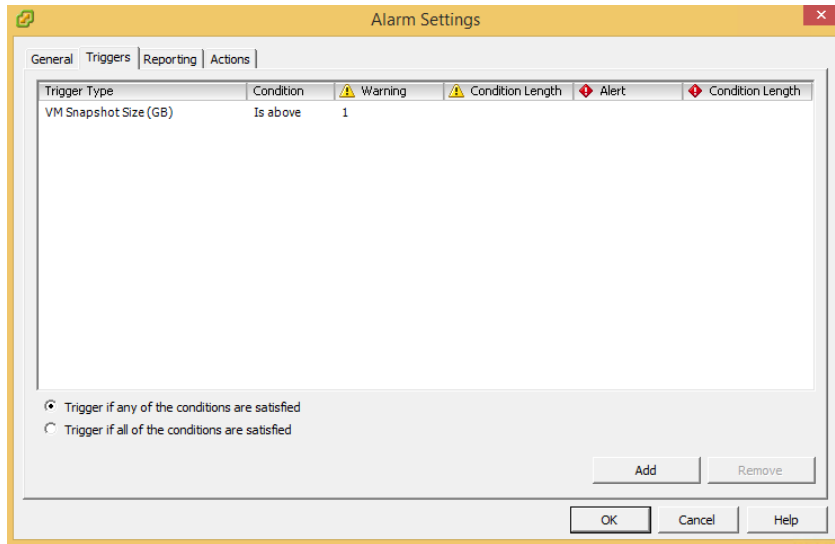 Alarm Settings
General Triggers Reporting Actions
Trigger Type Condition Warning Condition Length Alert Condition Length
VM Snapshot Size (GB) Is above 1
Trigger if any of the conditions are satisfied
Trigger if all of the conditions are satisfied
Add Remove
OK Cancel Help